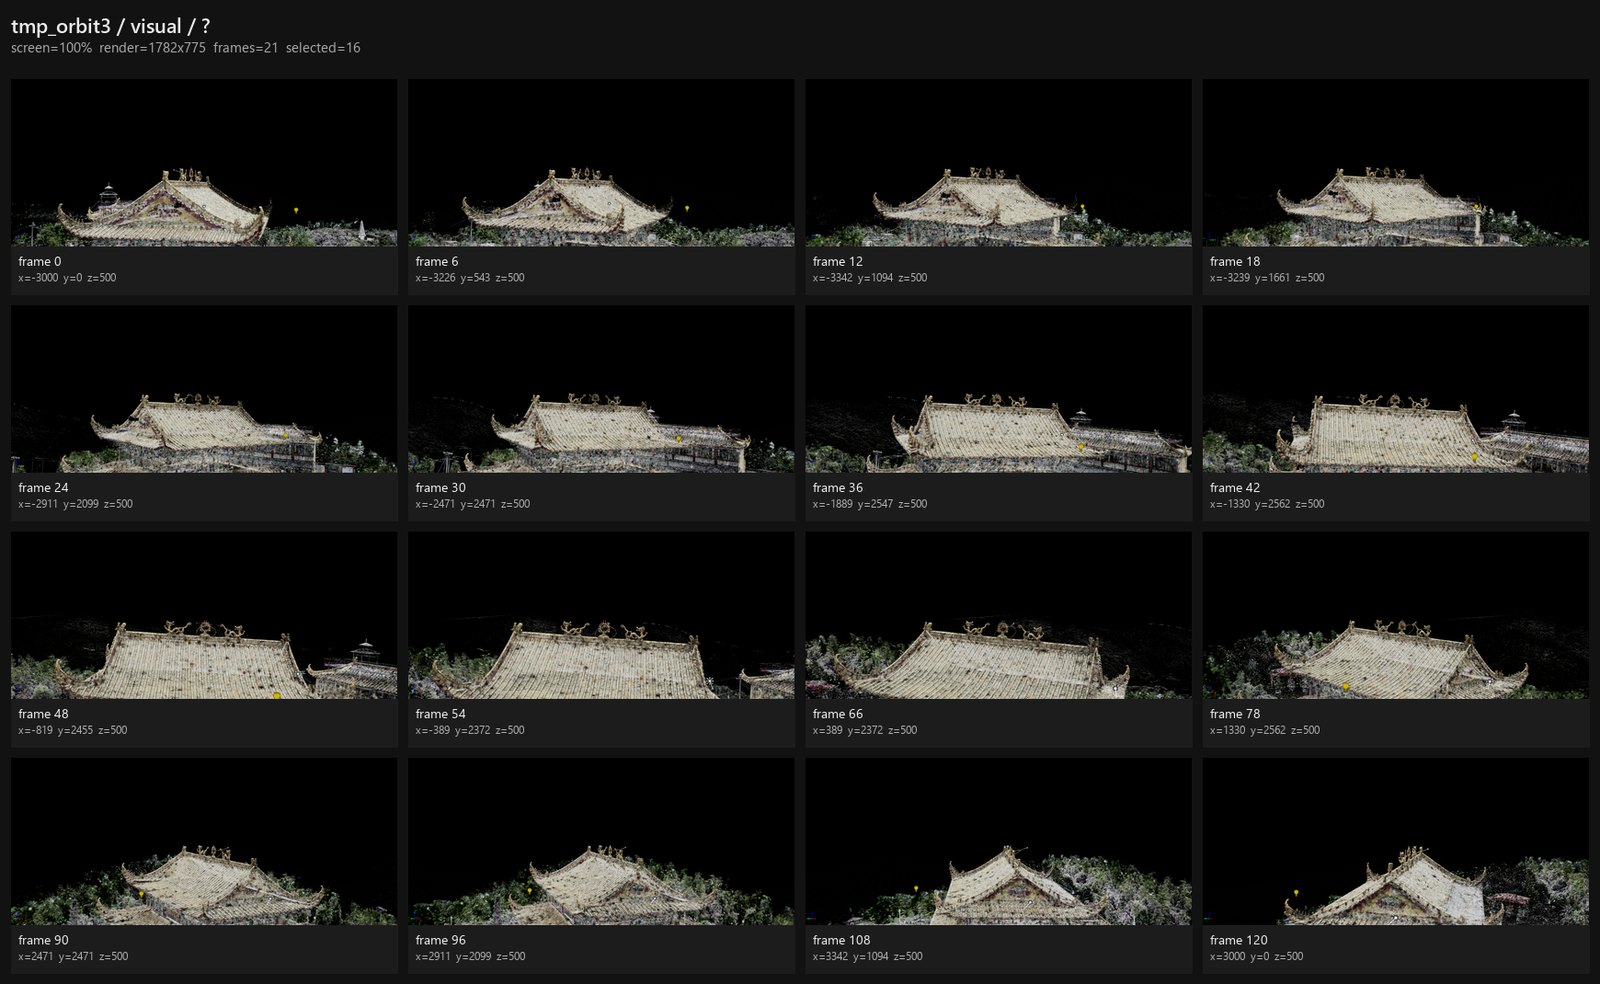 tmp_orbit3 / visual / ?
screen=100% render=1782x775 frames=21 selected=16
frame 0
x=-3000 y=0 z=500
frame 6
x=-3226 y=543 z=500
frame 12
x=-3342 y=1094 z=500
frame 18
x=-3239 y=1661 z=500
frame 24
x=-2911 y=2099 z=500
frame 30
x=-2471 y=2471 z=500
frame 36
x=-1889 y=2547 z=500
frame 42
x=-1330 y=2562 z=500
frame 48
x=-819 y=2455 z=500
frame 54
x=-389 y=2372 z=500
frame 66
x=389 y=2372 z=500
frame 78
x=1330 y=2562 z=500
frame 90
x=2471 y=2471 z=500
frame 96
x=2911 y=2099 z=500
frame 108
x=3342 y=1094 z=500
frame 120
x=3000 y=0 z=500